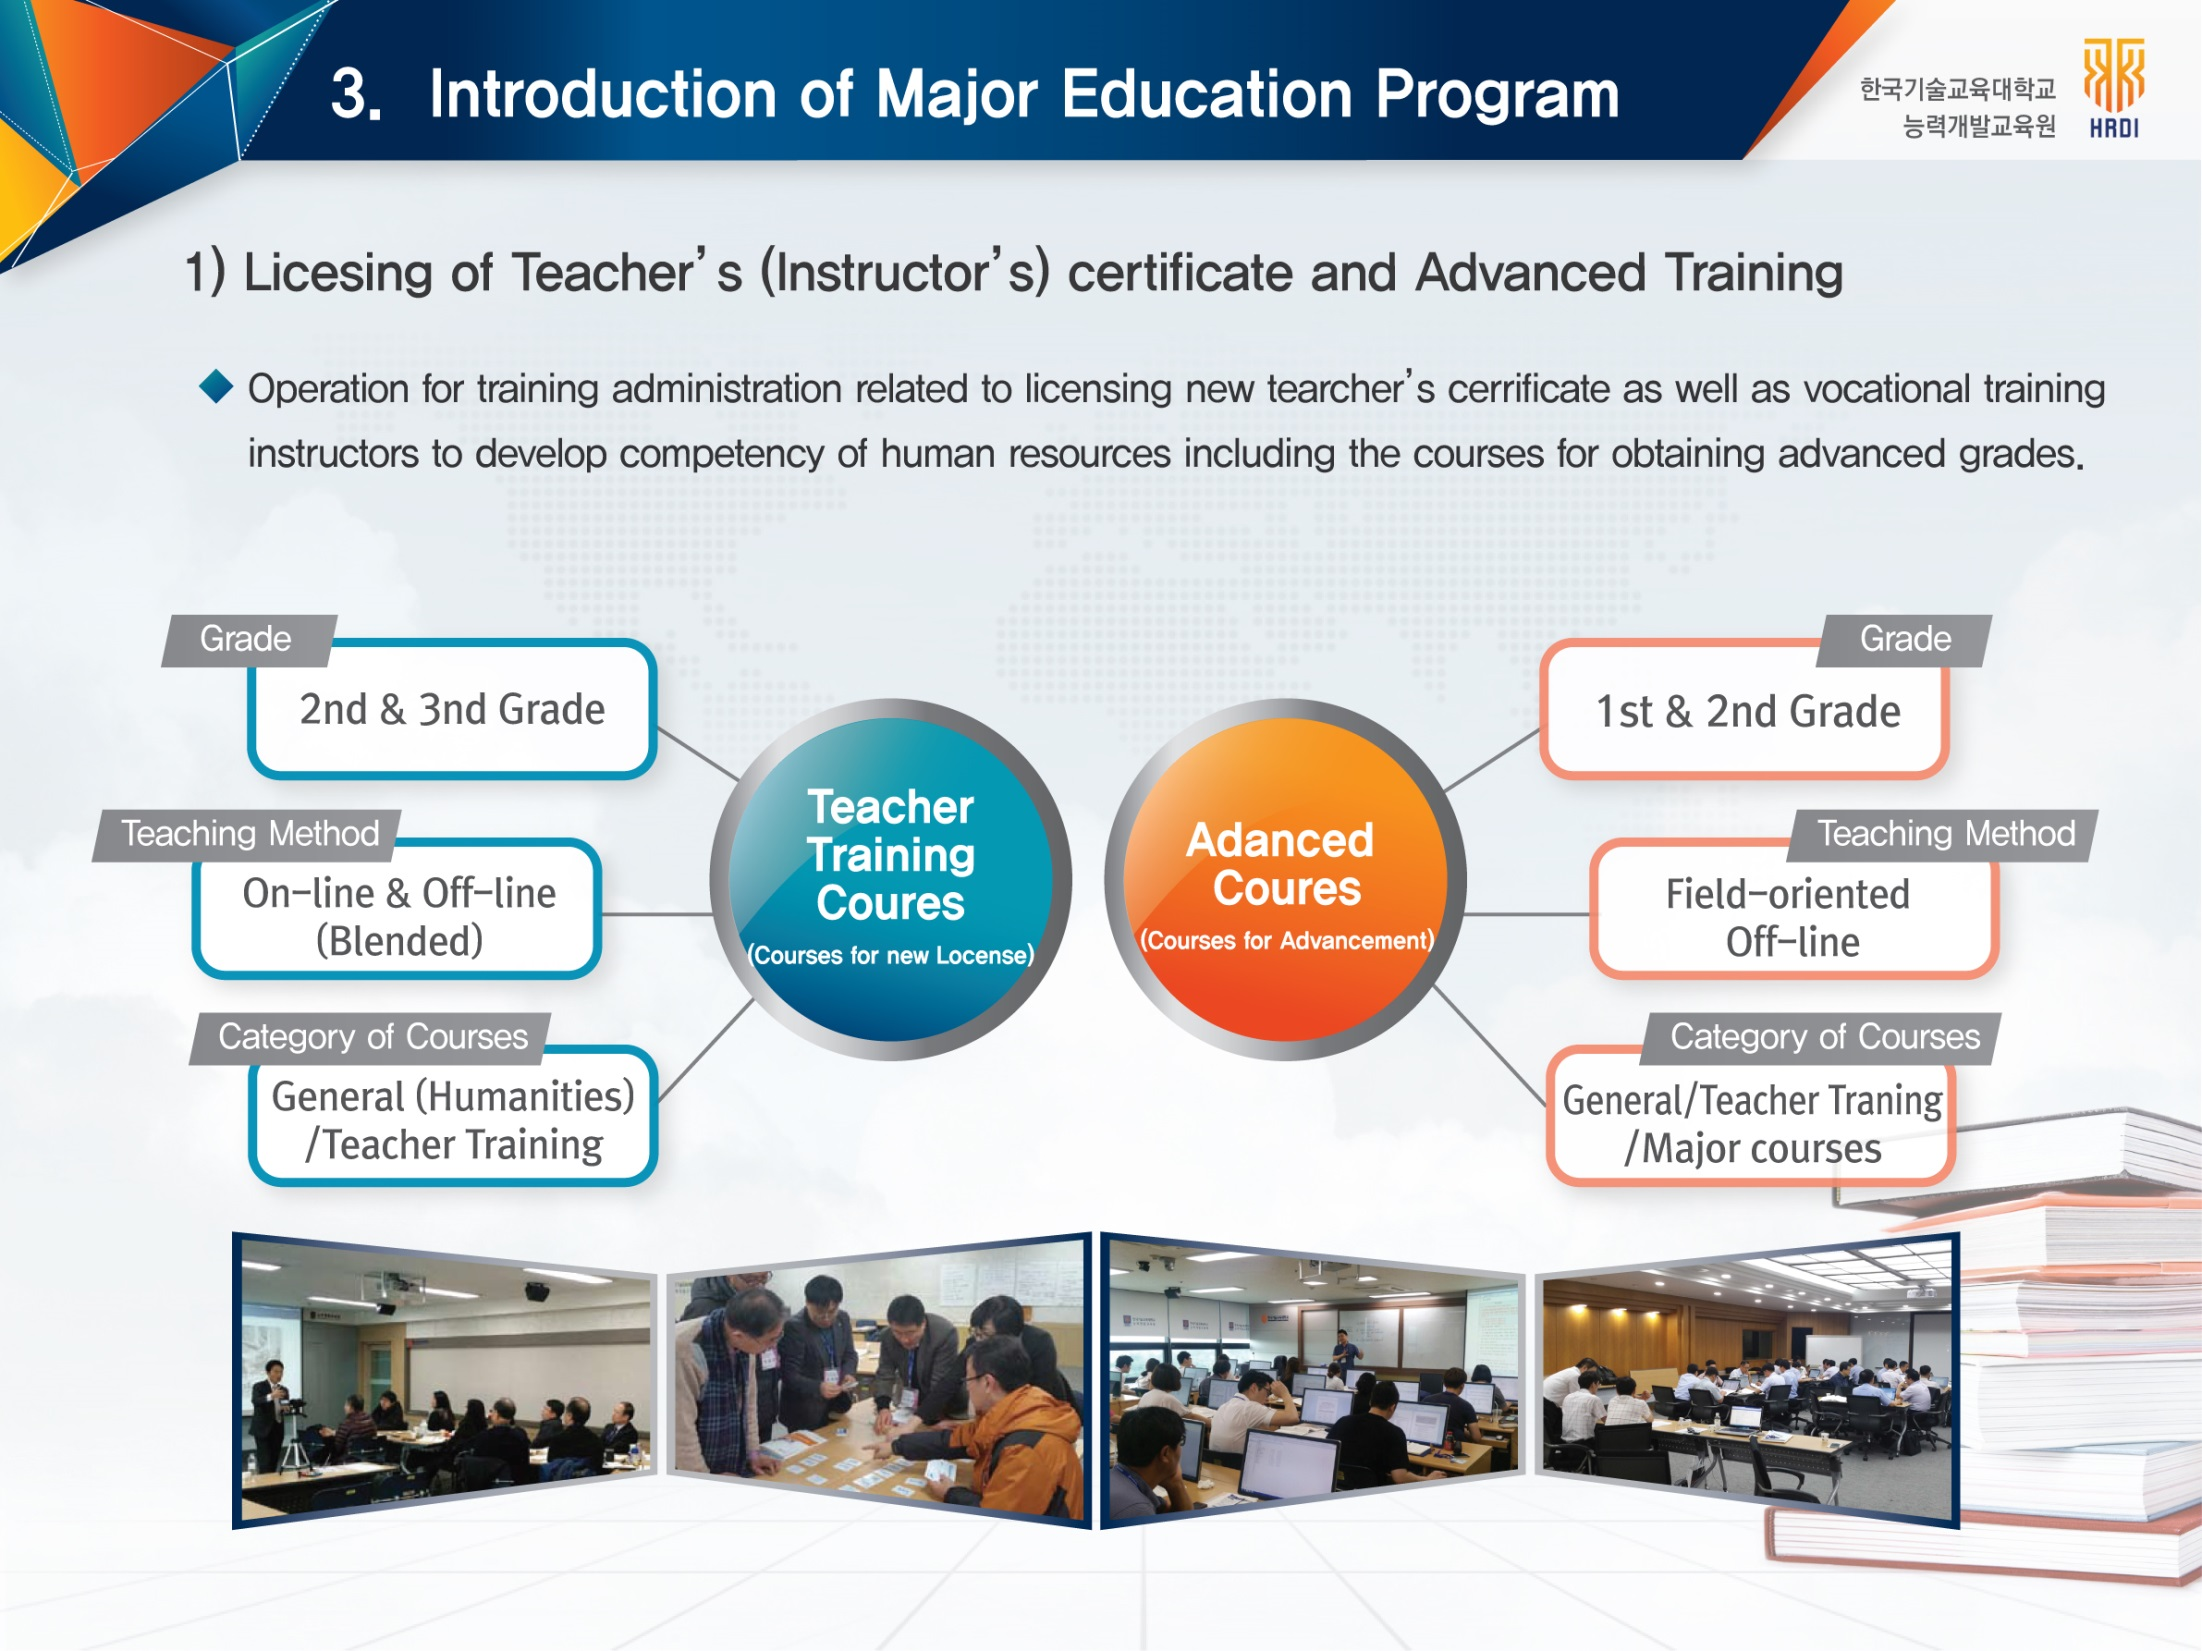 3. Introduction of Major Education Program
한국기술교육대학교
능력개발교육원
HRDI
1) Licesing of Teacher's (Instructor's) certificate and Advanced Training
Operation for training administration related to licensing new tearcher's cerrificate as well as vocational training
instructors to develop competency of human resources including the courses for obtaining advanced grades.
Grade
2nd & 3nd Grade
Teaching Method
On-line & Off-line
(Blended)
Category of Courses
General (Humanities)
/Teacher Training
Teacher
Training
Coures
(Courses for new Locense)
Adanced
Coures
(Courses for Advancement)
Grade
1st & 2nd Grade
Teaching Method
Field-oriented
Off-line
Category of Courses
General/Teacher Traning
/Major courses